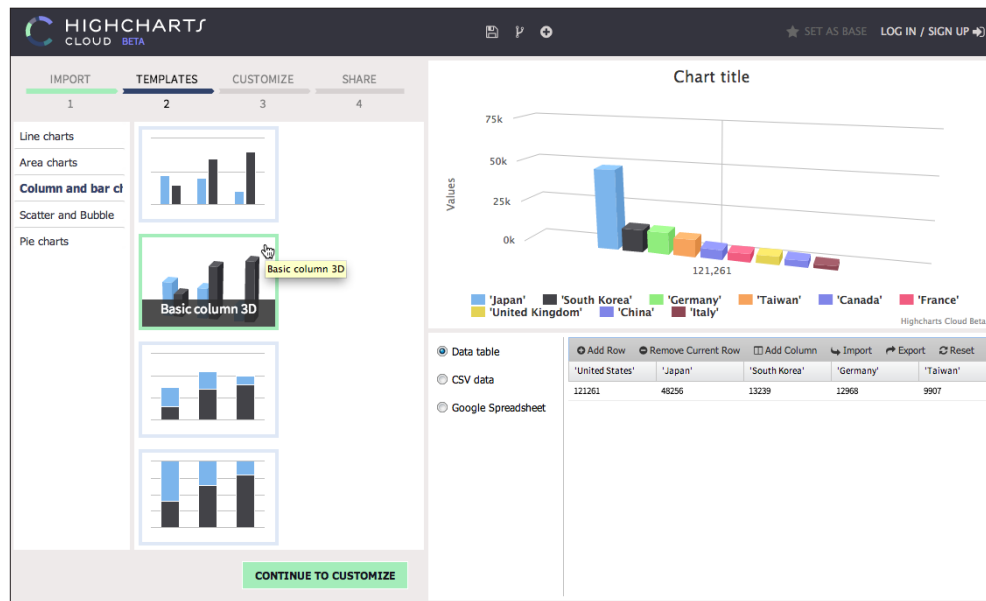 HIGHCHARTS
CLOUD BETA
SET AS BASE LOG IN / SIGN UP
IMPORT TEMPLATES CUSTOMIZE SHARE
1 2 3 4
Line charts
Area charts
Column and bar ch
Scatter and Bubble
Pie charts
Basic column 3D
Basic column 3D
CONTINUE TO CUSTOMIZE
Chart title
Values
75k
50k
25k
0k
121,261
'Japan' 'South Korea' 'Germany' 'Taiwan' 'Canada' 'France'
'United Kingdom' 'China' 'Italy'
Highcharts Cloud Beta
Data table
CSV data
Google Spreadsheet
Add Row Remove Current Row Add Column Import Export Reset
'United States' 'Japan' 'South Korea' 'Germany' 'Taiwan'
121261 48256 13239 12968 9907